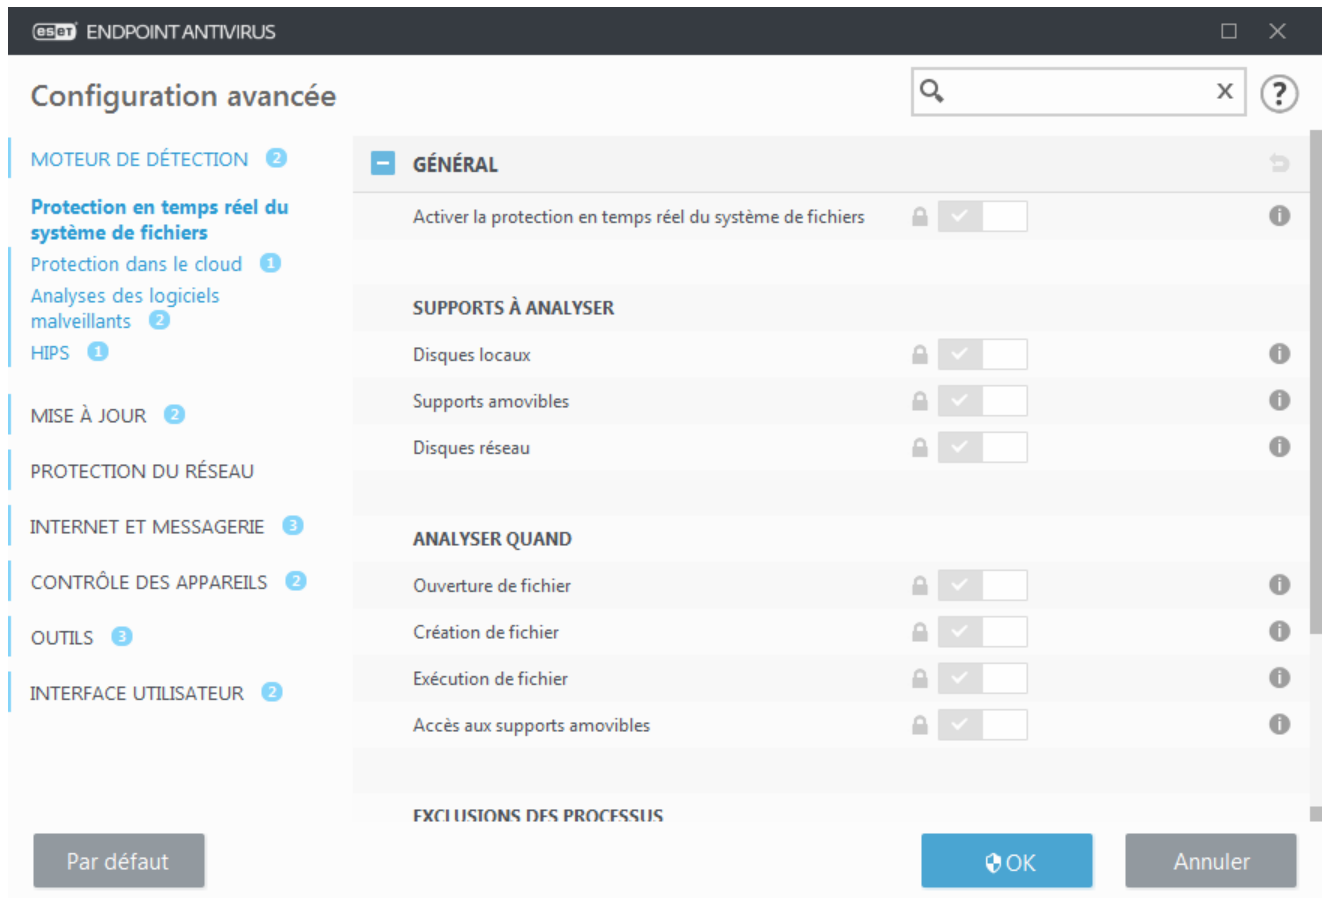 eset ENDPOINT ANTIVIRUS
Configuration avancée
X
?
MOTEUR DE DÉTECTION 2
Protection en temps réel du
système de fichiers
Protection dans le cloud 1
Analyses des logiciels
malveillants 2
HIPS 1
MISE À JOUR 2
PROTECTION DU RÉSEAU
INTERNET ET MESSAGERIE 3
CONTRÔLE DES APPAREILS 2
OUTILS 3
INTERFACE UTILISATEUR 2
GÉNÉRAL
Activer la protection en temps réel du système de fichiers
SUPPORTS À ANALYSER
Disques locaux
Supports amovibles
Disques réseau
ANALYSER QUAND
Ouverture de fichier
Création de fichier
Exécution de fichier
Accès aux supports amovibles
EXCLUSIONS DES PROCESSUS
Par défaut
OK
Annuler